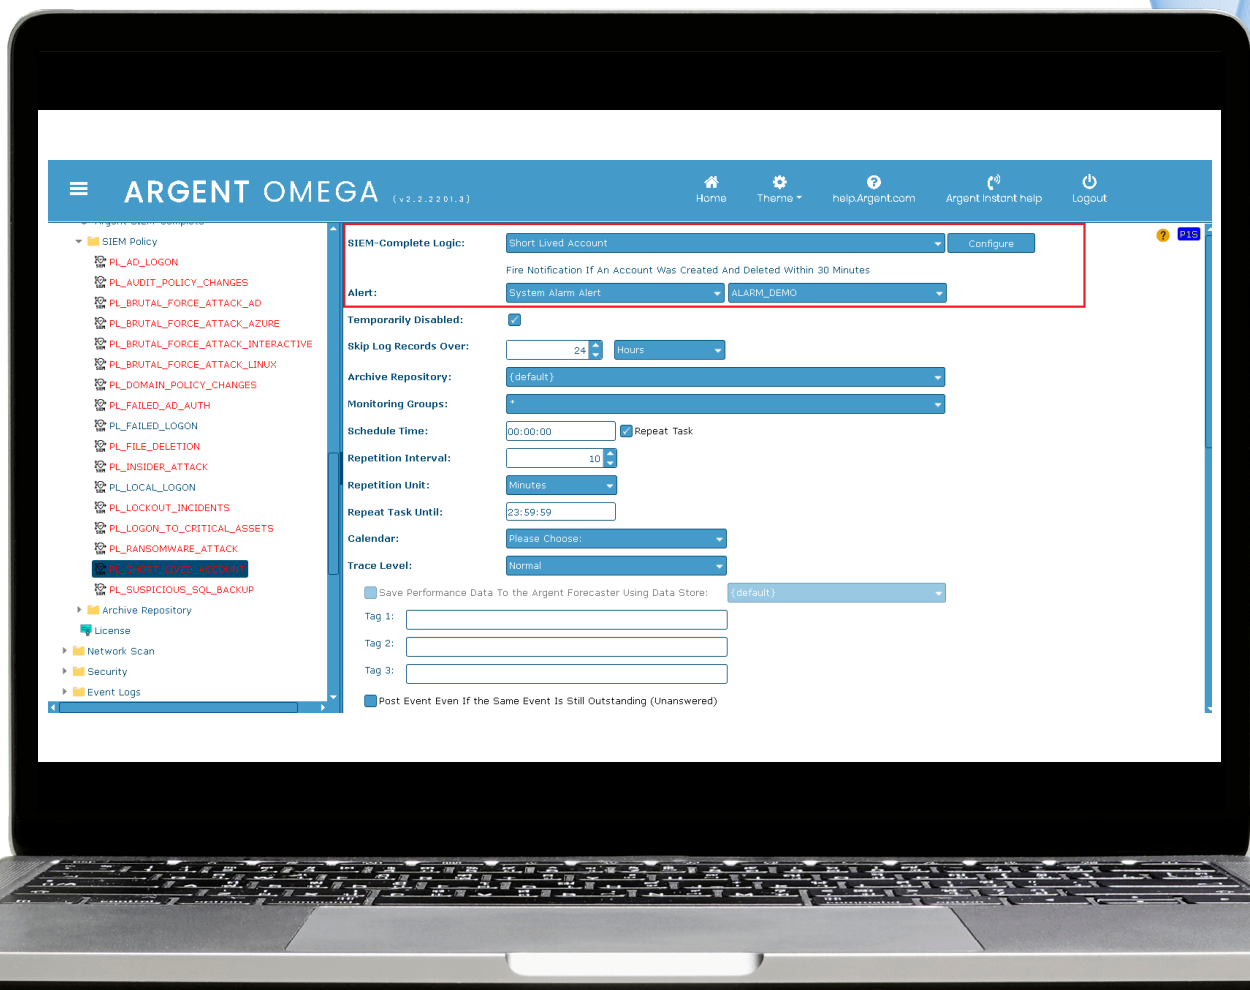 ARGENT OMEGA (v2.2.2201.3)
Home
Theme
help.Argent.com
Argent Instant help
Logout
Argent SIEM-Complete
SIEM Policy
PL_AD_LOGON
PL_AUDIT_POLICY_CHANGES
PL_BRUTAL_FORCE_ATTACK_AD
PL_BRUTAL_FORCE_ATTACK_AZURE
PL_BRUTAL_FORCE_ATTACK_INTERACTIVE
PL_BRUTAL_FORCE_ATTACK_LINUX
PL_DOMAIN_POLICY_CHANGES
PL_FAILED_AD_AUTH
PL_FAILED_LOGON
PL_FILE_DELETION
PL_INSIDER_ATTACK
PL_LOCAL_LOGON
PL_LOCKOUT_INCIDENTS
PL_LOGON_TO_CRITICAL_ASSETS
PL_RANSOMWARE_ATTACK
PL_SHORT_LIVED_ACCOUNT
PL_SUSPICIOUS_SQL_BACKUP
Archive Repository
License
Network Scan
Security
Event Logs
SIEM-Complete Logic: Short Lived Account Configure
? P1S
Fire Notification If An Account Was Created And Deleted Within 30 Minutes
Alert: System Alarm Alert ALARM_DEMO
Temporarily Disabled:
Skip Log Records Over: 24 Hours
Archive Repository: {default}
Monitoring Groups: *
Schedule Time: 00:00:00 Repeat Task
Repetition Interval: 10
Repetition Unit: Minutes
Repeat Task Until: 23:59:59
Calendar: Please Choose:
Trace Level: Normal
Save Performance Data To the Argent Forecaster Using Data Store: {default}
Tag 1:
Tag 2:
Tag 3:
Post Event Even If the Same Event Is Still Outstanding (Unanswered)